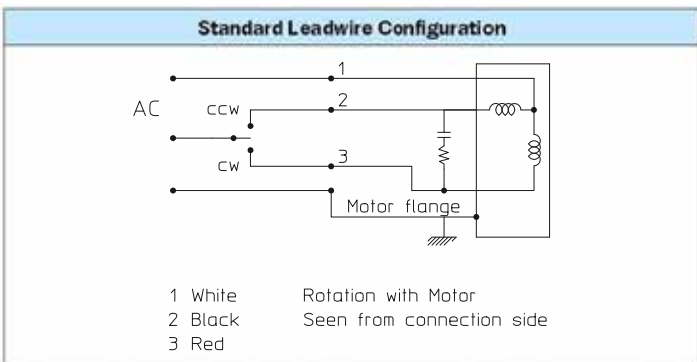 Standard Leadwire Configuration
1
AC
CCW
2
CW
3
Motor flange
1 White Rotation with Motor
2 Black Seen from connection side
3 Red